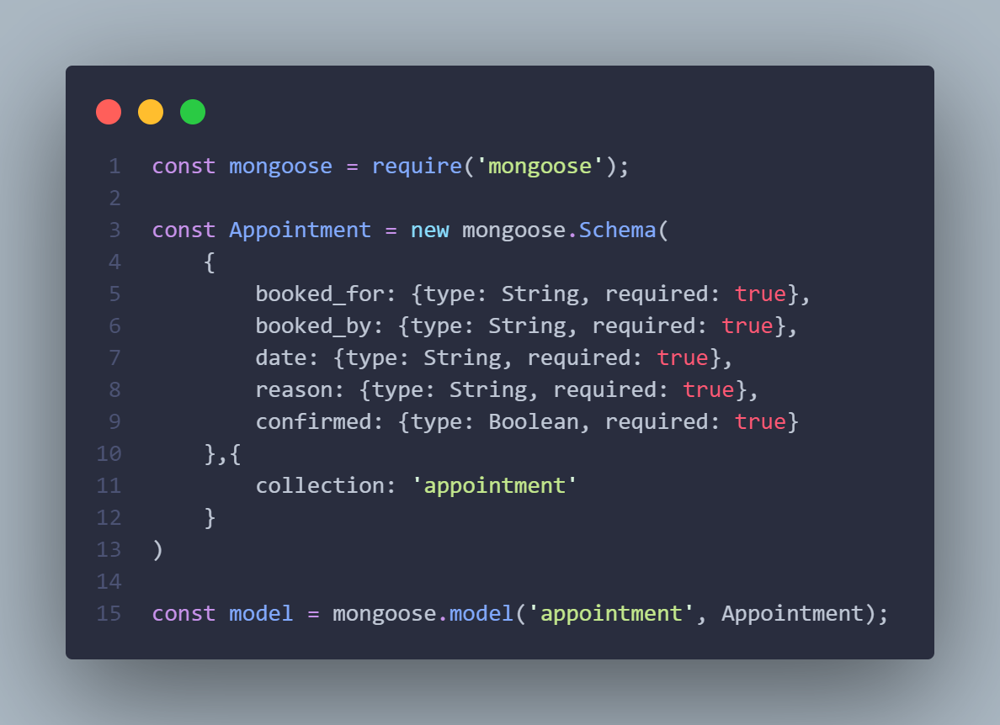 1 const mongoose = require('mongoose');
2
3 const Appointment = new mongoose.Schema(
4     {
5         booked_for: {type: String, required: true},
6         booked_by: {type: String, required: true},
7         date: {type: String, required: true},
8         reason: {type: String, required: true},
9         confirmed: {type: Boolean, required: true}
10     },{
11         collection: 'appointment'
12     }
13 )
14
15 const model = mongoose.model('appointment', Appointment);